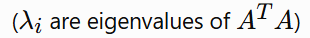 (λᵢ are eigenvalues of AᵀA)